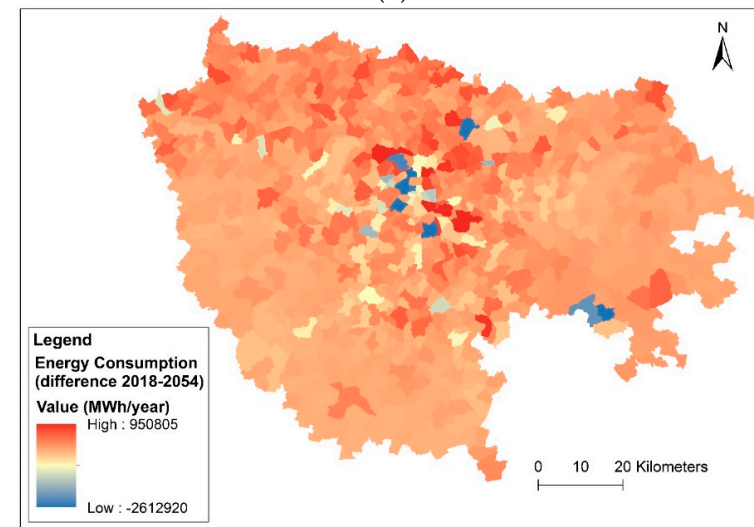 N
Legend
Energy Consumption
(difference 2018-2054)
Value (MWh/year)
High : 950805
Low : -2612920
0 10 20 Kilometers